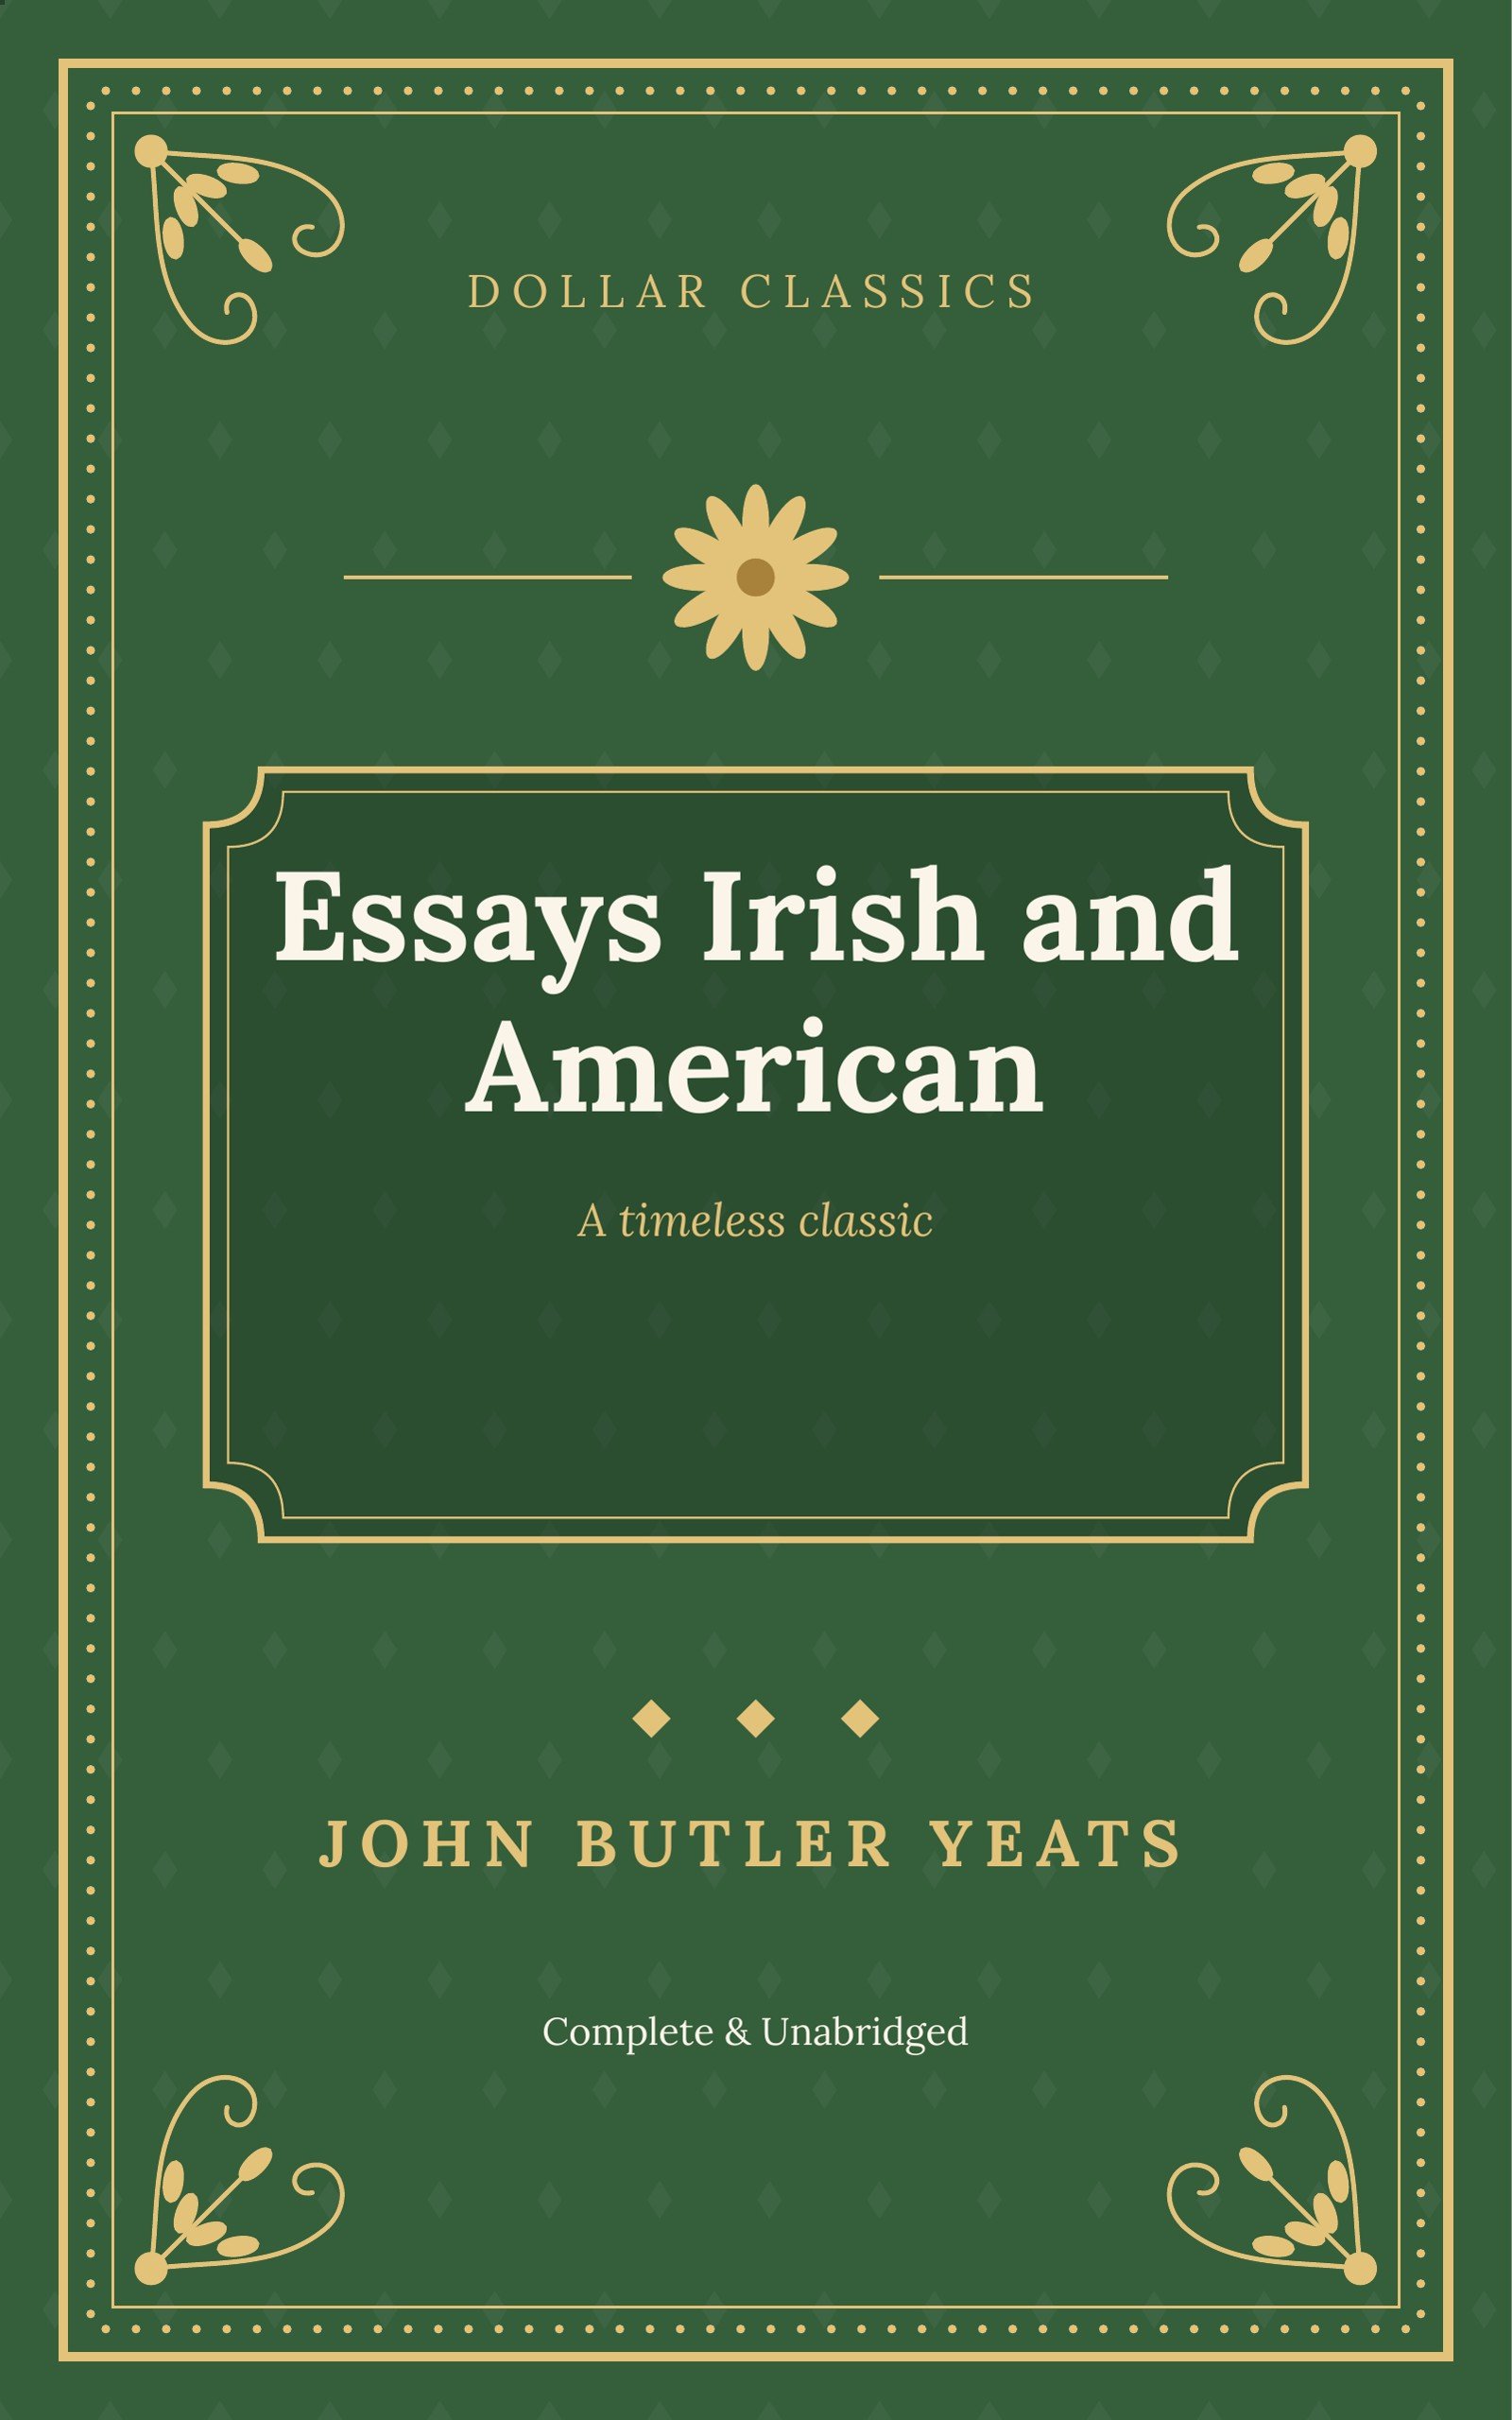 DOLLAR CLASSICS
Essays Irish and
American
A timeless classic
JOHN BUTLER YEATS
Complete & Unabridged